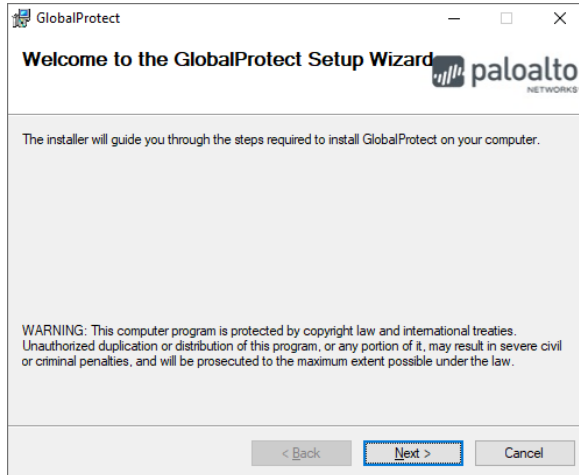 GlobalProtect
Welcome to the GlobalProtect Setup Wizard
paloalto
NETWORKS
The installer will guide you through the steps required to install GlobalProtect on your computer.
WARNING: This computer program is protected by copyright law and international treaties.
Unauthorized duplication or distribution of this program, or any portion of it, may result in severe civil
or criminal penalties, and will be prosecuted to the maximum extent possible under the law.
< Back
Next >
Cancel